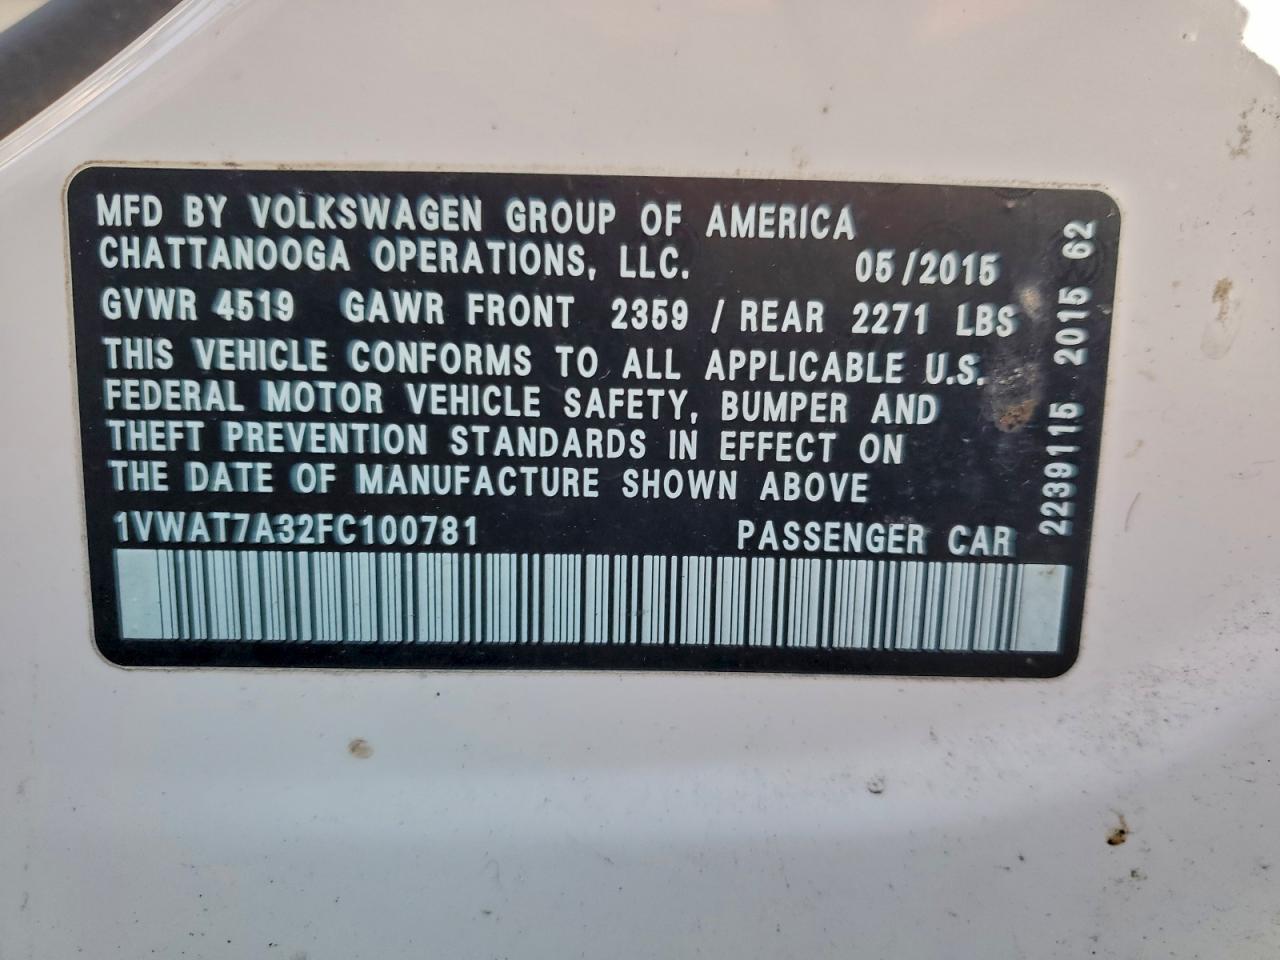 MFD BY VOLKSWAGEN GROUP OF AMERICA
CHATTANOOGA OPERATIONS, LLC. 05/2015
GVWR 4519 GAWR FRONT 2359 / REAR 2271 LBS
THIS VEHICLE CONFORMS TO ALL APPLICABLE U.S.
FEDERAL MOTOR VEHICLE SAFETY, BUMPER AND
THEFT PREVENTION STANDARDS IN EFFECT ON
THE DATE OF MANUFACTURE SHOWN ABOVE
1VWAT7A32FC100781 PASSENGER CAR
2239115 2015 62